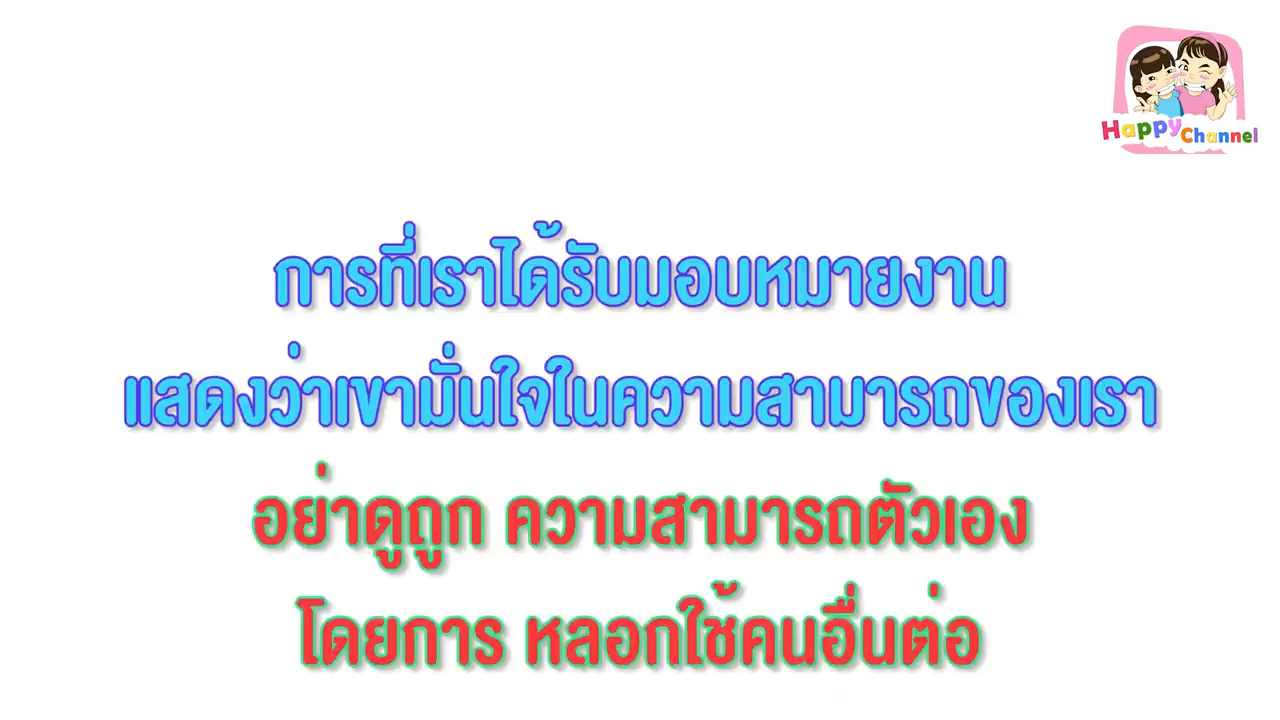 Happy Channel
การที่เราได้รับมอบหมายงาน
แสดงว่าเขามั่นใจในความสามารถของเรา
อย่าดูถูก ความสามารถตัวเอง
โดยการ หลอกใช้คนอื่นต่อ